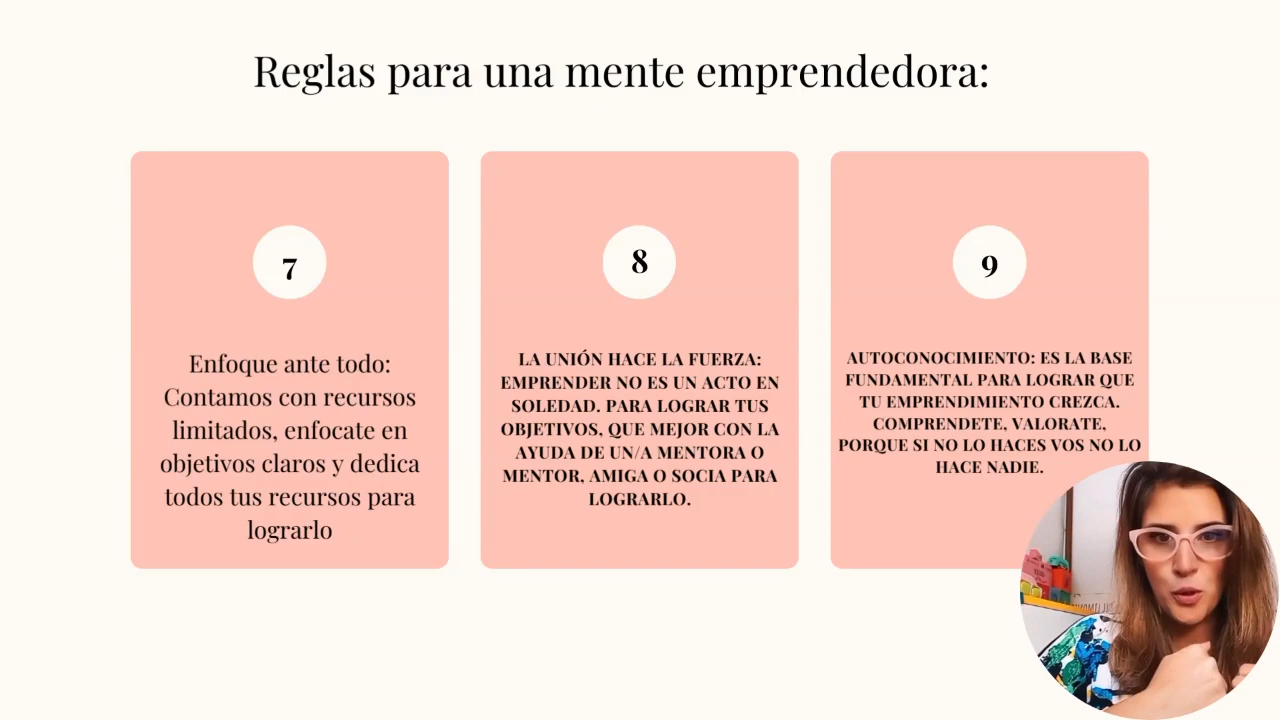 Reglas para una mente emprendedora:
7
Enfoque ante todo:
Contamos con recursos
limitados, enfocate en
objetivos claros y dedica
todos tus recursos para
lograrlo
8
LA UNIÓN HACE LA FUERZA:
EMPRENDER NO ES UN ACTO EN
SOLEDAD. PARA LOGRAR TUS
OBJETIVOS, QUE MEJOR CON LA
AYUDA DE UN/A MENTORA O
MENTOR, AMIGA O SOCIA PARA
LOGRARLO.
9
AUTOCONOCIMIENTO: ES LA BASE
FUNDAMENTAL PARA LOGRAR QUE
TU EMPRENDIMIENTO CREZCA.
COMPRENDETE, VALORATE,
PORQUE SI NO LO HACES VOS NO LO
HACE NADIE.